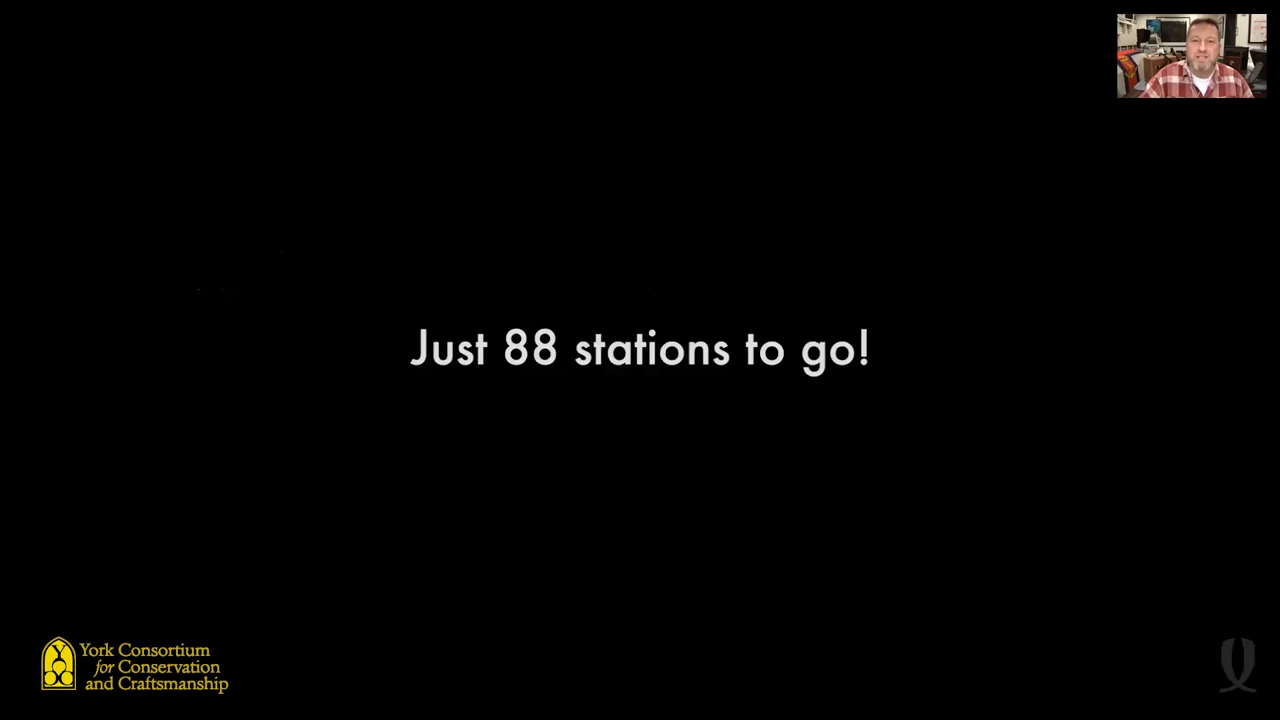 Just 88 stations to go!
York Consortium
for Conservation
and Craftsmanship